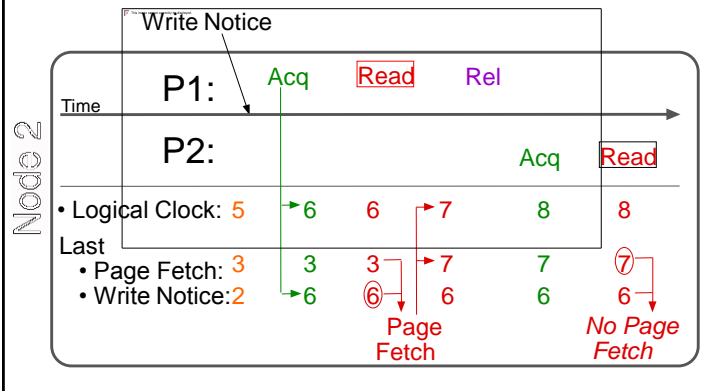 Write Notice
P1: Acq Read Rel
Time
P2: Acq Read
Node 2
• Logical Clock: 5 6 6 7 8 8
Last
• Page Fetch: 3 3 3 7 7 7
• Write Notice: 2 6 6 6 6 6
Page
Fetch
No Page
Fetch